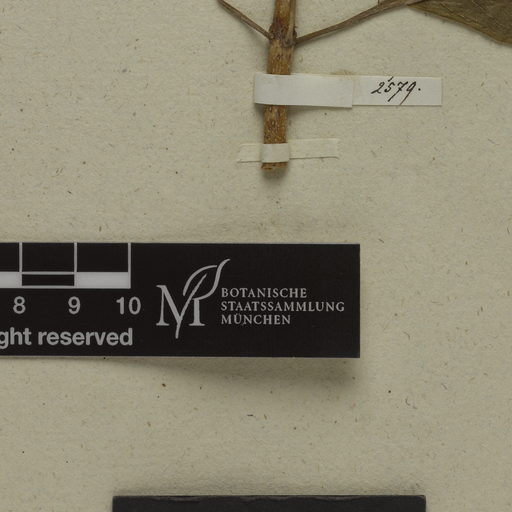 2579.
8 9 10
ght reserved
BOTANISCHE
STAATSSAMMLUNG
MÜNCHEN